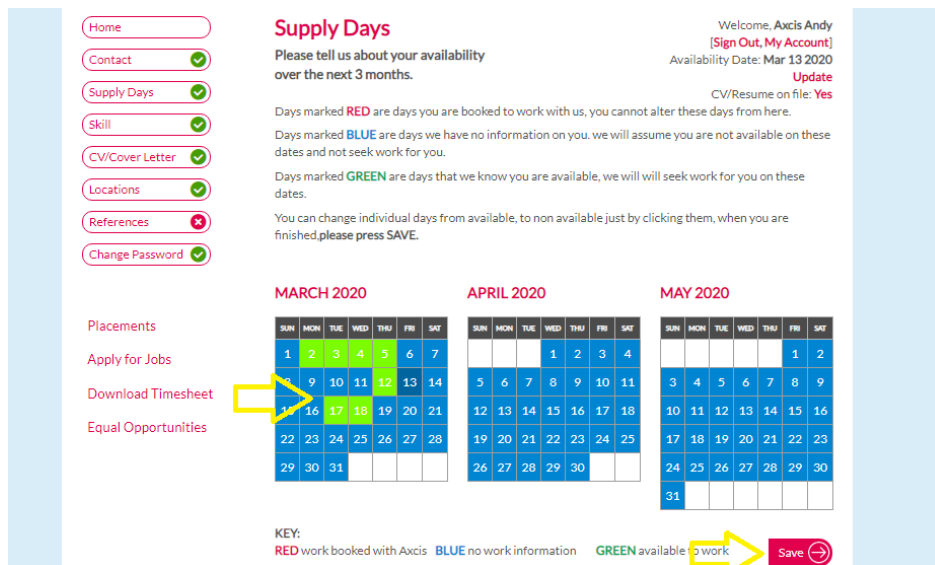 Home
Contact
Supply Days
Skill
CV/Cover Letter
Locations
References
Change Password
Placements
Apply for Jobs
Download Timesheet
Equal Opportunities
Supply Days
Please tell us about your availability
over the next 3 months.
Welcome, Axcis Andy
[Sign Out, My Account]
Availability Date: Mar 13 2020
Update
CV/Resume on file: Yes
Days marked RED are days you are booked to work with us, you cannot alter these days from here.
Days marked BLUE are days we have no information on you. we will assume you are not available on these
dates and not seek work for you.
Days marked GREEN are days that we know you are available, we will will seek work for you on these
dates.
You can change individual days from available, to non available just by clicking them, when you are
finished,please press SAVE.
MARCH 2020
SUN MON TUE WED THU FRI SAT
1 2 3 4 5 6 7
8 9 10 11 12 13 14
15 16 17 18 19 20 21
22 23 24 25 26 27 28
29 30 31
APRIL 2020
SUN MON TUE WED THU FRI SAT
1 2 3 4
5 6 7 8 9 10 11
12 13 14 15 16 17 18
19 20 21 22 23 24 25
26 27 28 29 30
MAY 2020
SUN MON TUE WED THU FRI SAT
1 2
3 4 5 6 7 8 9
10 11 12 13 14 15 16
17 18 19 20 21 22 23
24 25 26 27 28 29 30
31
KEY:
RED work booked with Axcis BLUE no work information GREEN available to work
Save